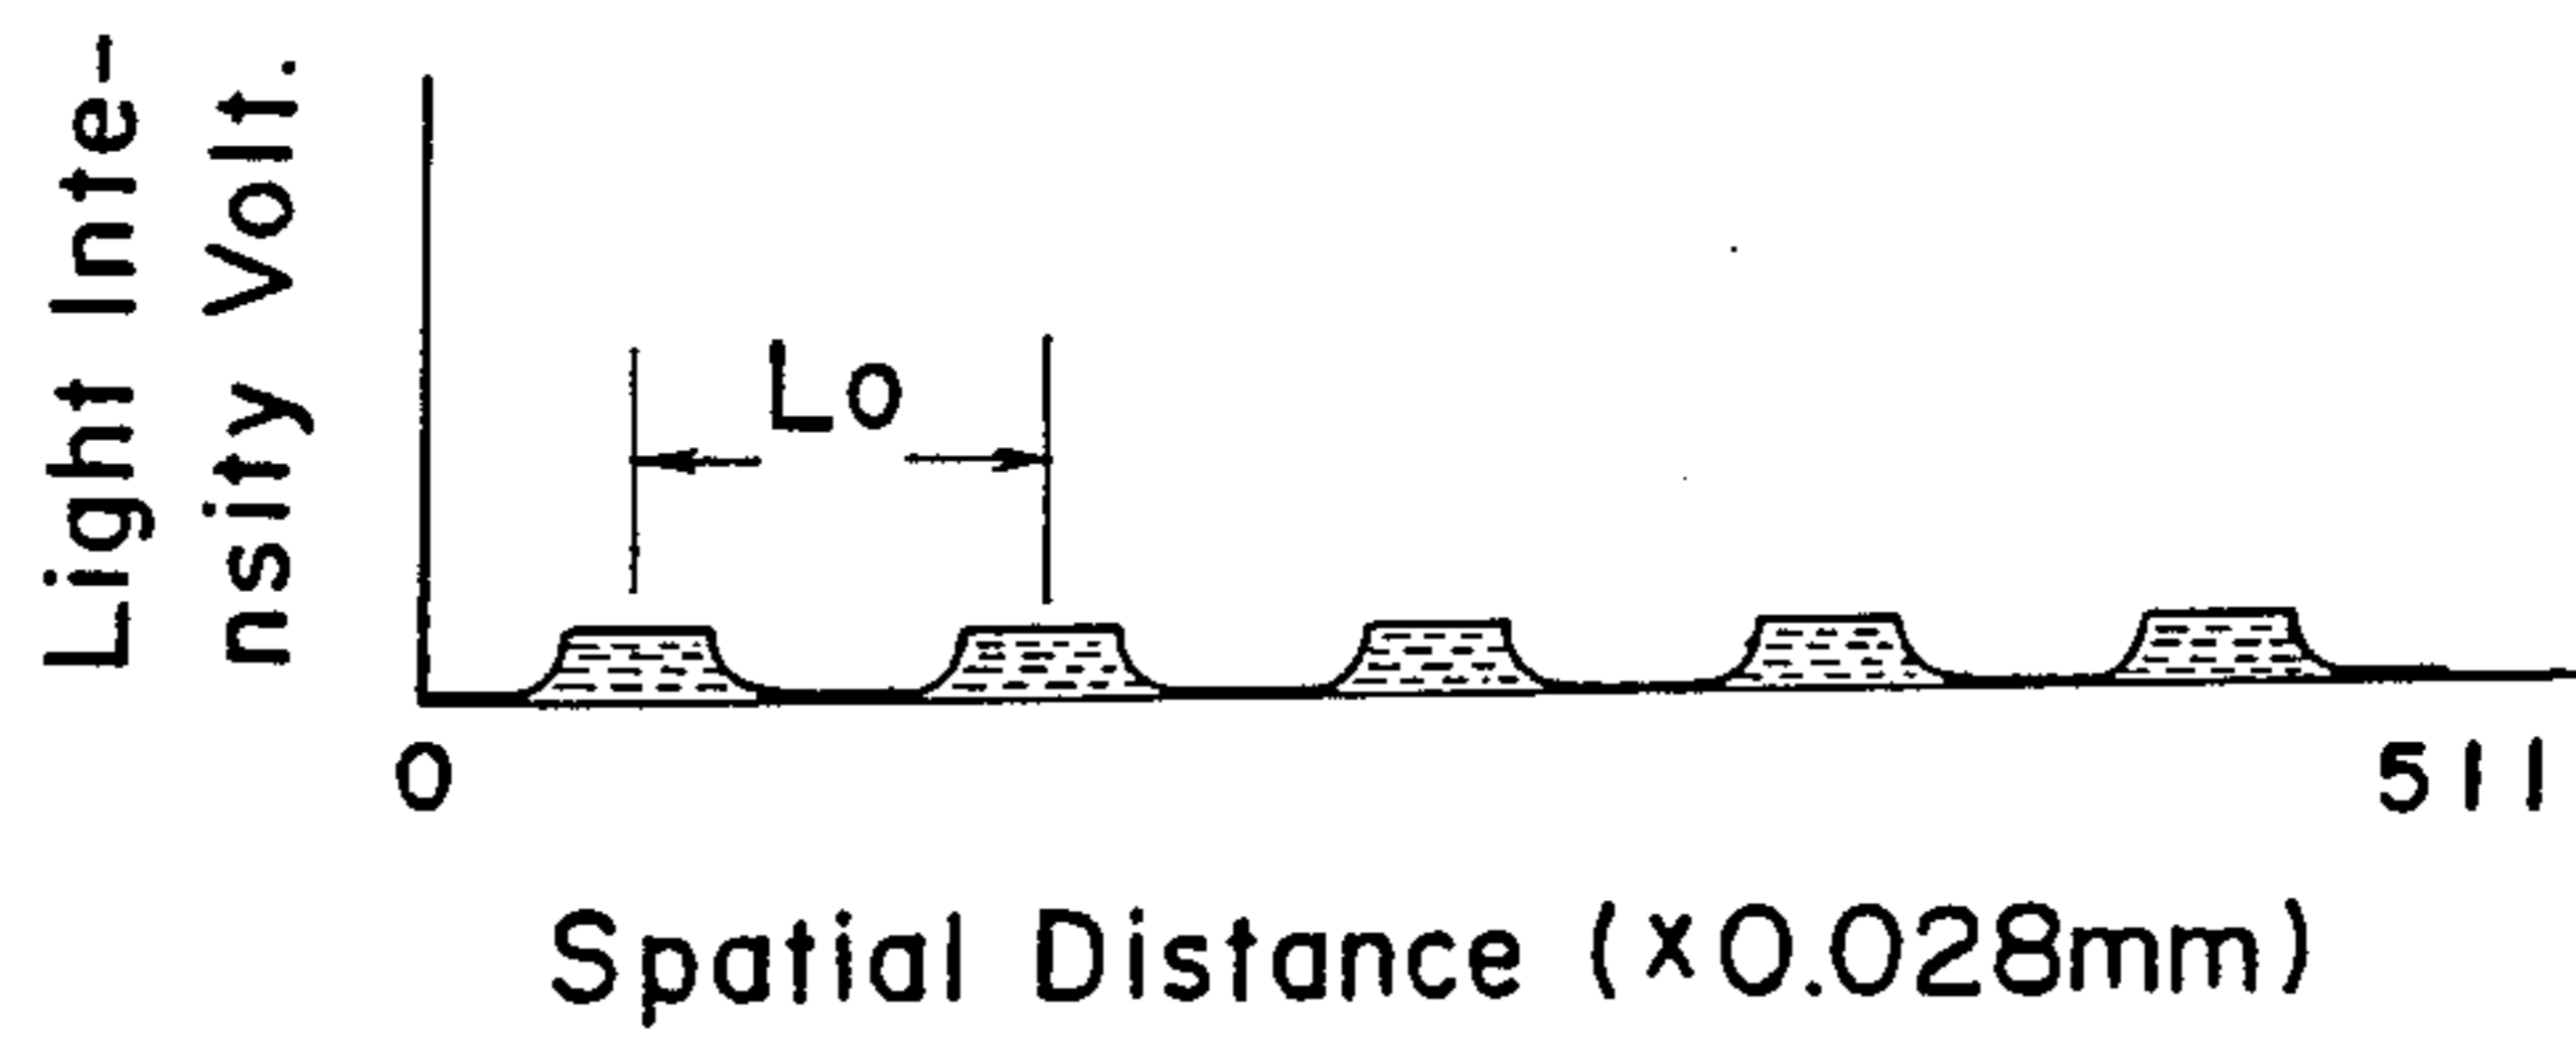 Light Inte-
nsity Volt.
Lo
0
511
Spatial Distance (×0.028mm)